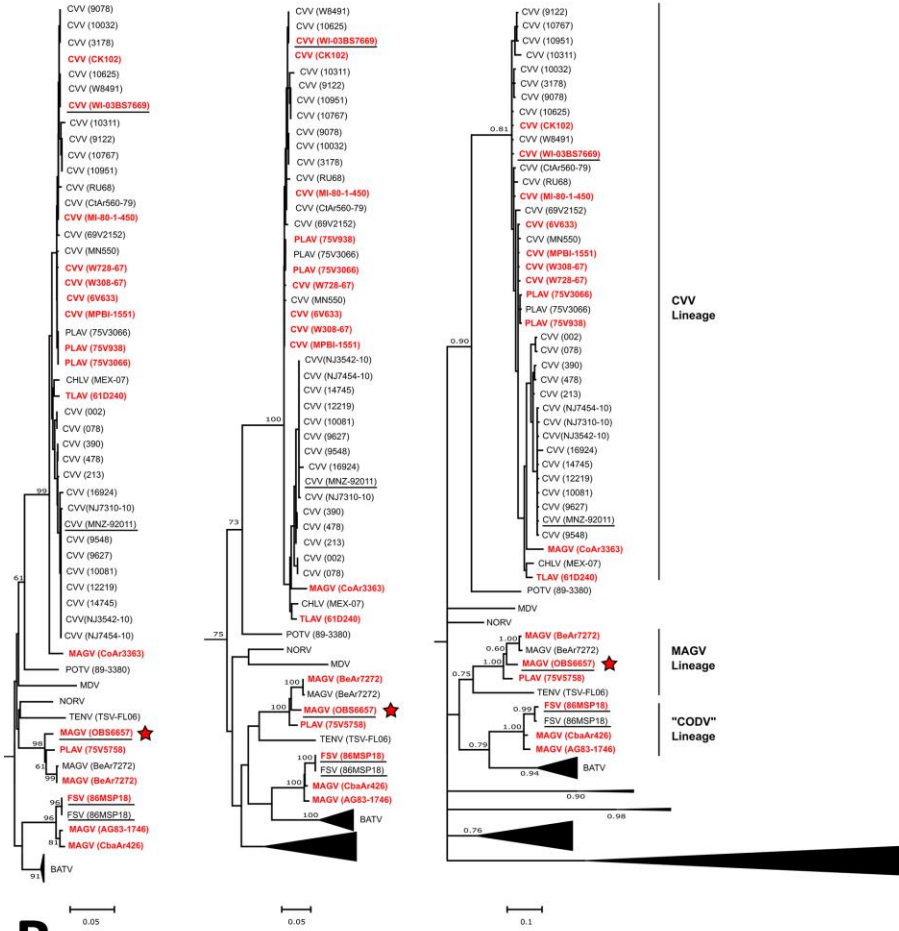 CVV (9078)
CVV (10032)
CVV (3178)
CVV (CK102)
CVV (10625)
CVV (W8491)
CVV (WI-03BS7669)
CVV (10311)
CVV (9122)
CVV (10767)
CVV (10951)
CVV (RU68)
CVV (CtAr560-79)
CVV (MI-80-1-450)
CVV (69V2152)
CVV (MN550)
CVV (W728-67)
CVV (W308-67)
CVV (6V633)
CVV (MPBI-1551)
PLAV (75V3066)
PLAV (75V938)
PLAV (75V3066)
CHLV (MEX-07)
TLAV (61D240)
CVV (002)
CVV (078)
CVV (390)
CVV (478)
CVV (213)
CVV (16924)
CVV(NJ7310-10)
CVV (MNZ-92011)
CVV (9548)
CVV (9627)
CVV (10081)
CVV (12219)
CVV (14745)
CVV(NJ3542-10)
CVV (NJ7454-10)
99
MAGV (CoAr3363)
61
POTV (89-3380)
MDV
NORV
TENV (TSV-FL06)
MAGV (OBS6657)
98
PLAV (75V5758)
61
MAGV (BeAr7272)
99
MAGV (BeAr7272)
FSV (86MSP18)
96
FSV (86MSP18)
96
MAGV (AG83-1746)
81
MAGV (CbaAr426)
BATV
91
0.05
CVV (W8491)
CVV (10625)
CVV (WI-03BS7669)
CVV (CK102)
CVV (10311)
CVV (9122)
CVV (10951)
CVV (10767)
CVV (9078)
CVV (10032)
CVV (3178)
CVV (RU68)
CVV (MI-80-1-450)
CVV (CtAr560-79)
CVV (69V2152)
PLAV (75V938)
PLAV (75V3066)
PLAV (75V3066)
CVV (W728-67)
CVV (MN550)
CVV (6V633)
CVV (W308-67)
CVV (MPBI-1551)
CVV(NJ3542-10)
CVV (NJ7454-10)
CVV (14745)
CVV (12219)
CVV (10081)
CVV (9627)
CVV (9548)
CVV (16924)
CVV (MNZ-92011)
CVV (NJ7310-10)
CVV (390)
CVV (478)
CVV (213)
CVV (002)
CVV (078)
100
MAGV (CoAr3363)
CHLV (MEX-07)
TLAV (61D240)
73
POTV (89-3380)
75
NORV
MDV
MAGV (BeAr7272)
100
MAGV (BeAr7272)
100
MAGV (OBS6657)
PLAV (75V5758)
TENV (TSV-FL06)
FSV (86MSP18)
100
FSV (86MSP18)
100
MAGV (CbaAr426)
MAGV (AG83-1746)
100
BATV
0.05
CVV (9122)
CVV (10767)
CVV (10951)
CVV (10311)
CVV (10032)
CVV (3178)
CVV (9078)
CVV (10625)
CVV (CK102)
0.81
CVV (W8491)
CVV (WI-03BS7669)
CVV (CtAr560-79)
CVV (RU68)
CVV (MI-80-1-450)
CVV (69V2152)
CVV (6V633)
CVV (MN550)
CVV (MPBI-1551)
CVV (W308-67)
CVV (W728-67)
PLAV (75V3066)
PLAV (75V3066)
PLAV (75V938)
CVV (002)
CVV (078)
0.90
CVV (390)
CVV (478)
CVV (213)
CVV (NJ7454-10)
CVV (NJ7310-10)
CVV(NJ3542-10)
CVV (16924)
CVV (14745)
CVV (12219)
CVV (10081)
CVV (9627)
CVV (MNZ-92011)
CVV (9548)
MAGV (CoAr3363)
CHLV (MEX-07)
TLAV (61D240)
POTV (89-3380)
MDV
NORV
MAGV (BeAr7272)
1.00
0.60
MAGV (BeAr7272)
1.00
MAGV (OBS6657)
0.75
PLAV (75V5758)
TENV (TSV-FL06)
FSV (86MSP18)
0.99
FSV (86MSP18)
1.00
MAGV (CbaAr426)
0.79
MAGV (AG83-1746)
BATV
0.94
0.90
0.98
0.76
0.1
CVV
Lineage
MAGV
Lineage
"CODV"
Lineage